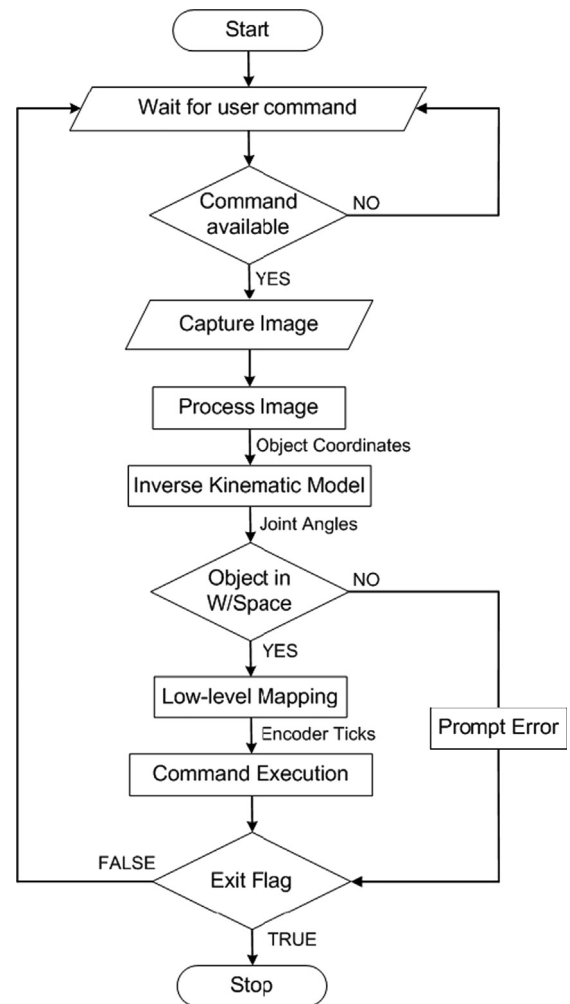 Start
Wait for user command
Command
available
NO
YES
Capture Image
Process Image
Object Coordinates
Inverse Kinematic Model
Joint Angles
Object in
W/Space
NO
YES
Low-level Mapping
Encoder Ticks
Prompt Error
Command Execution
FALSE
Exit Flag
TRUE
Stop